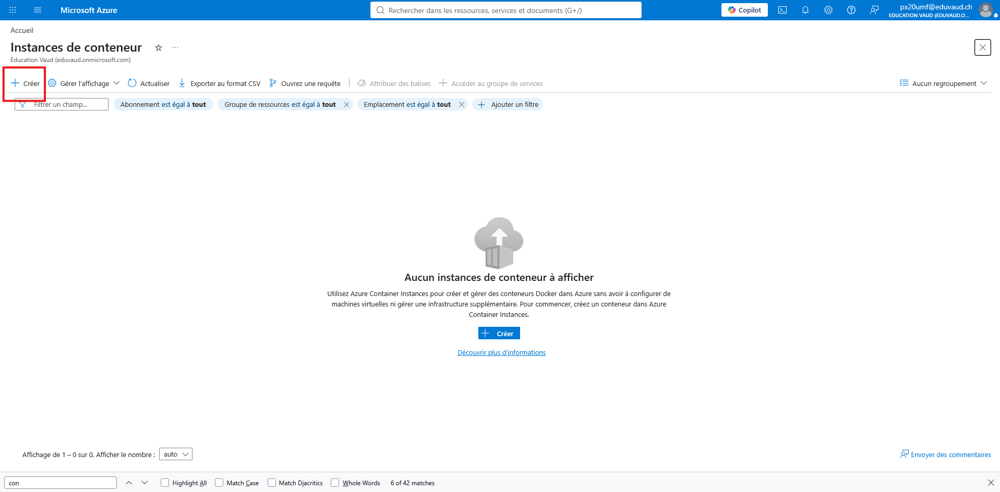 Microsoft Azure
Rechercher dans les ressources, services et documents (G+/)
Copilot
px20umf@eduvaud.ch
EDUCATION VAUD (EDUVAUD.O...
Accueil
Instances de conteneur
Education Vaud (eduvaud.onmicrosoft.com)
Créer Gérer l'affichage Actualiser Exporter au format CSV Ouvrez une requête Attribuer des balises Accéder au groupe de services Aucun regroupement
Filtrer un champ... Abonnement est égal à tout Groupe de ressources est égal à tout Emplacement est égal à tout Ajouter un filtre
Aucun instances de conteneur à afficher
Utilisez Azure Container Instances pour créer et gérer des conteneurs Docker dans Azure sans avoir à configurer de
machines virtuelles ni gérer une infrastructure supplémentaire. Pour commencer, créez un conteneur dans Azure
Container Instances.
Créer
Découvrir plus d'informations
Affichage de 1 – 0 sur 0. Afficher le nombre : auto
Envoyer des commentaires
con Highlight All Match Case Match Diacritics Whole Words 6 of 42 matches